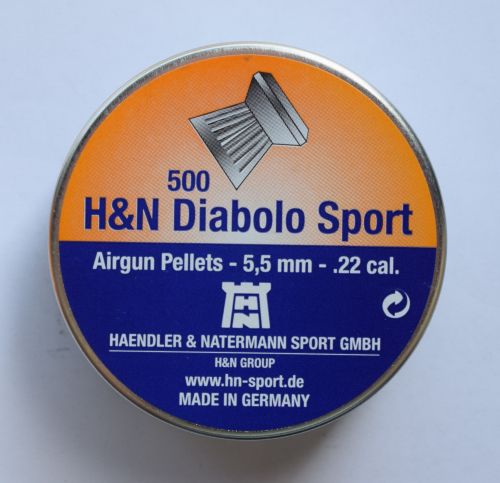 500
H&N Diabolo Sport
Airgun Pellets - 5,5 mm - .22 cal.
HN
HAENDLER & NATERMANN SPORT GMBH
H&N GROUP
www.hn-sport.de
MADE IN GERMANY